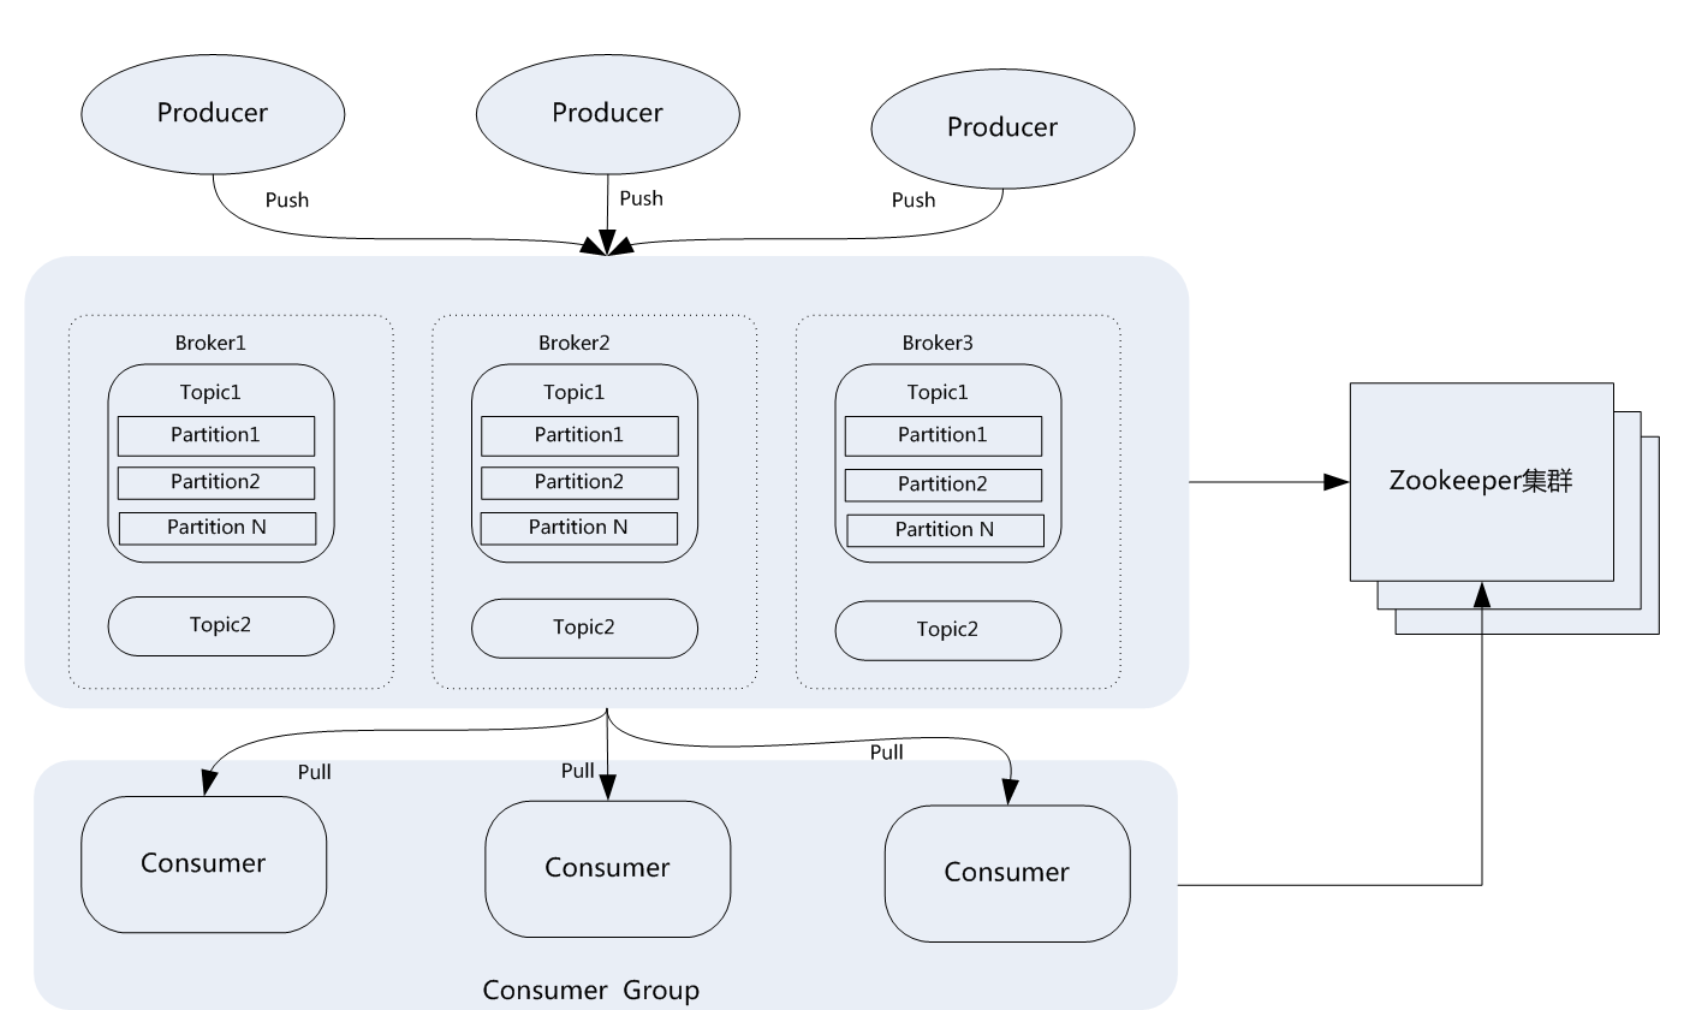 Producer
Producer
Producer
Push
Push
Push
Broker1
Broker2
Broker3
Topic1
Topic1
Topic1
Partition1
Partition1
Partition1
Partition2
Partition2
Partition2
Partition N
Partition N
Partition N
Topic2
Topic2
Topic2
Zookeeper集群
Pull
Pull
Pull
Consumer
Consumer
Consumer
Consumer Group